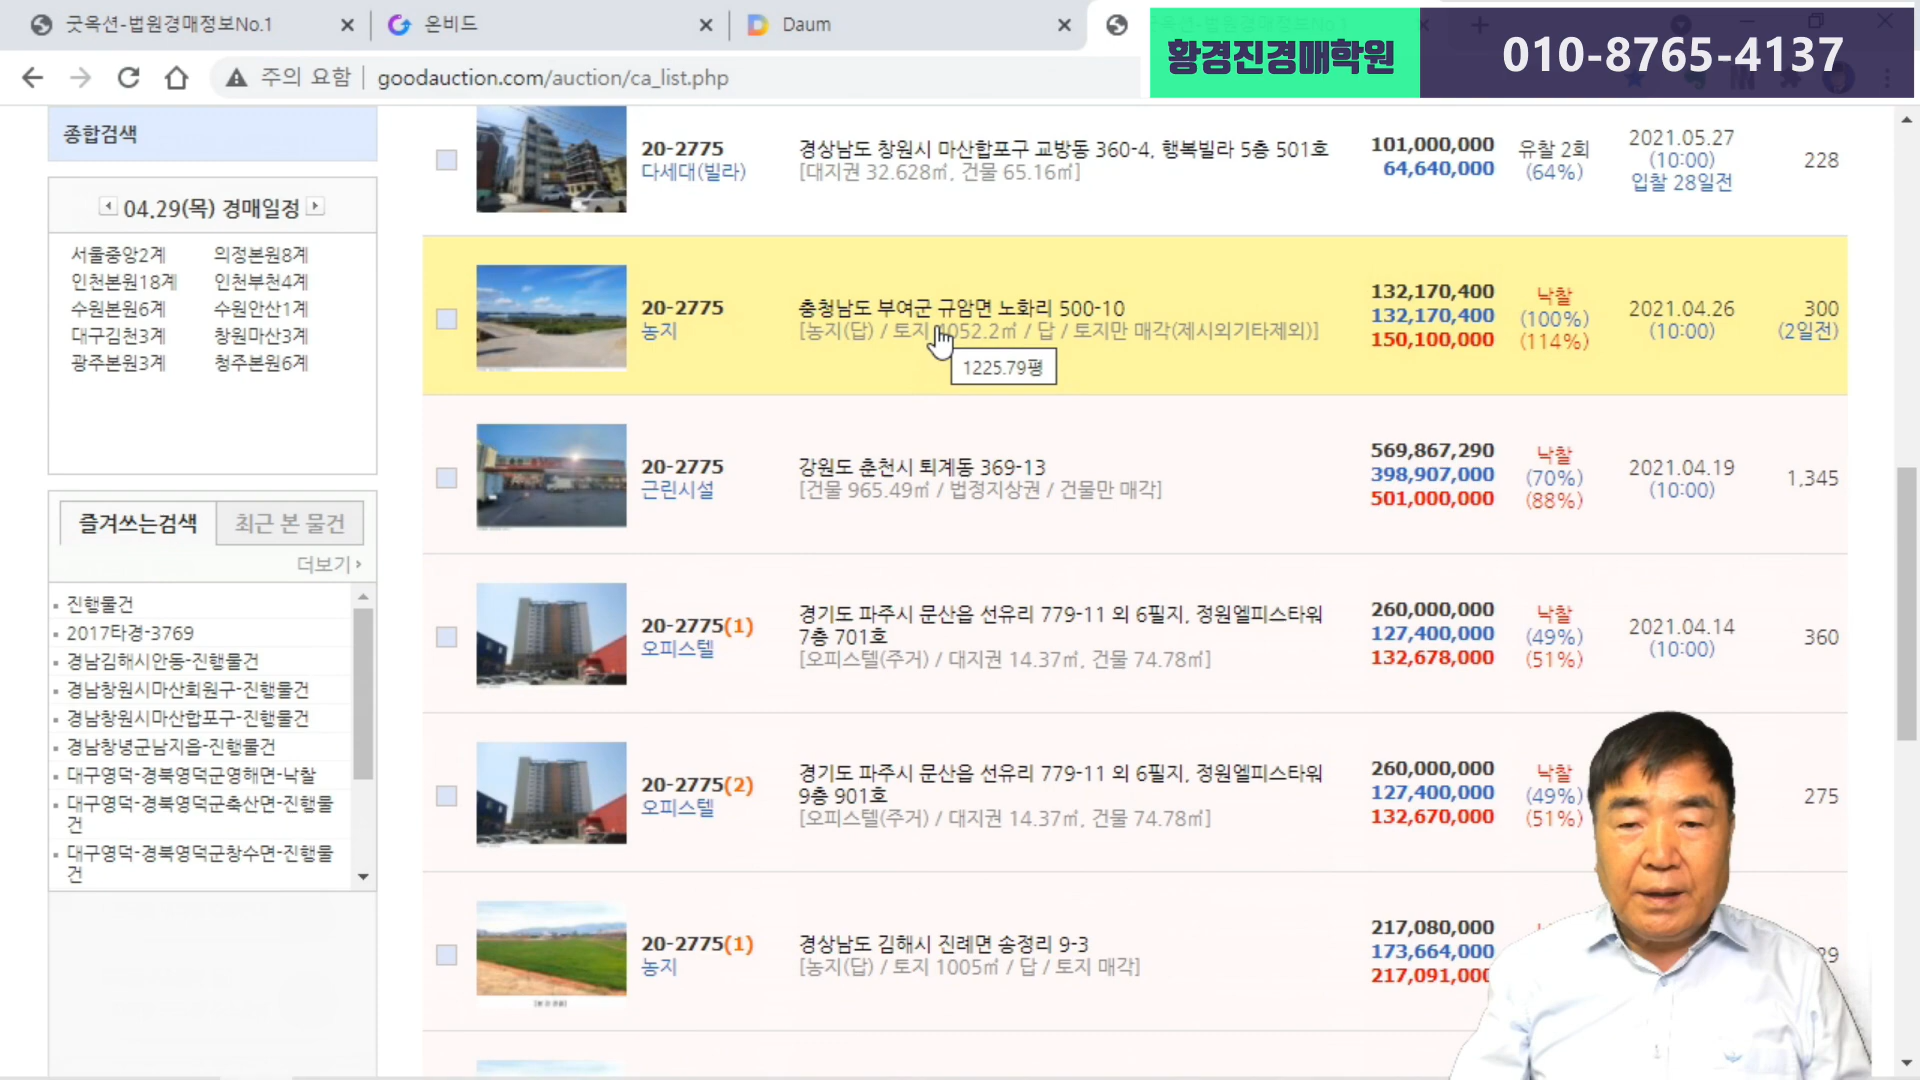 굿옥션-법원경매정보No.1
온비드
Daum
황경진경매학원
010-8765-4137
주의 요함
goodauction.com/auction/ca_list.php
종합검색
04.29(목) 경매일정
서울중앙2계 의정본원8계
인천본원18계 인천부천4계
수원본원6계 수원안산1계
대구김천3계 창원마산3계
광주본원3계 청주본원6계
즐겨쓰는검색 최근 본 물건
더보기
진행물건
2017타경-3769
경남김해시안동-진행물건
경남창원시마산회원구-진행물건
경남창원시마산합포구-진행물건
경남창녕군남지읍-진행물건
대구영덕-경북영덕군영해면-낙찰
대구영덕-경북영덕군축산면-진행물
건
대구영덕-경북영덕군창수면-진행물
건
20-2775
다세대(빌라)
경상남도 창원시 마산합포구 교방동 360-4, 행복빌라 5층 501호
[대지권 32.628㎡, 건물 65.16㎡]
101,000,000
64,640,000
유찰 2회
(64%)
2021.05.27
(10:00)
입찰 28일전
228
20-2775
농지
충청남도 부여군 규암면 노화리 500-10
[농지(답) / 토지 4052.2㎡ / 답 / 토지만 매각(제시외기타제외)]
1225.79평
132,170,400
132,170,400
150,100,000
낙찰
(100%)
(114%)
2021.04.26
(10:00)
300
(2일전)
20-2775
근린시설
강원도 춘천시 퇴계동 369-13
[건물 965.49㎡ / 법정지상권 / 건물만 매각]
569,867,290
398,907,000
501,000,000
낙찰
(70%)
(88%)
2021.04.19
(10:00)
1,345
20-2775(1)
오피스텔
경기도 파주시 문산읍 선유리 779-11 외 6필지, 정원엘피스타워
7층 701호
[오피스텔(주거) / 대지권 14.37㎡, 건물 74.78㎡]
260,000,000
127,400,000
132,678,000
낙찰
(49%)
(51%)
2021.04.14
(10:00)
360
20-2775(2)
오피스텔
경기도 파주시 문산읍 선유리 779-11 외 6필지, 정원엘피스타워
9층 901호
[오피스텔(주거) / 대지권 14.37㎡, 건물 74.78㎡]
260,000,000
127,400,000
132,670,000
낙찰
(49%)
(51%)
275
20-2775(1)
농지
경상남도 김해시 진례면 송정리 9-3
[농지(답) / 토지 1005㎡ / 답 / 토지 매각]
217,080,000
173,664,000
217,091,000